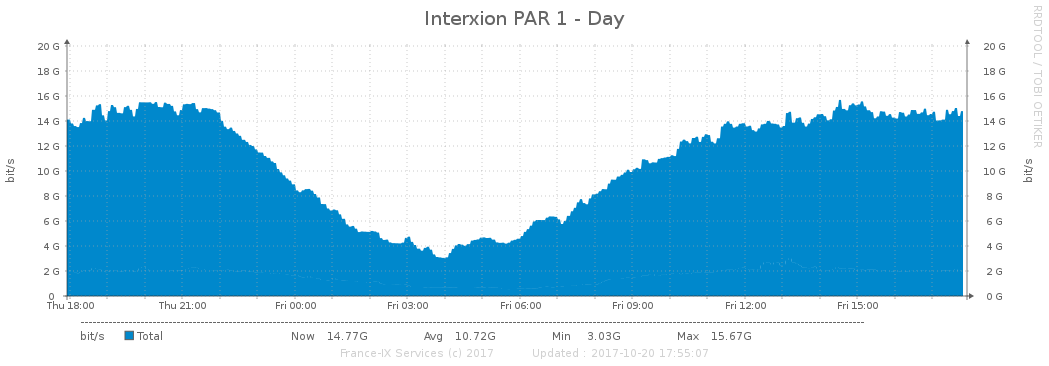 Interxion PAR 1 - Day
RRDTOOL / TOBI OETIKER
bit/s
20 G 20 G
18 G 18 G
16 G 16 G
14 G 14 G
12 G 12 G
10 G 10 G
8 G 8 G
6 G 6 G
4 G 4 G
2 G 2 G
0 0 G
bit/s
Thu 18:00 Thu 21:00 Fri 00:00 Fri 03:00 Fri 06:00 Fri 09:00 Fri 12:00 Fri 15:00
bit/s Total Now 14.77G Avg 10.72G Min 3.03G Max 15.67G
France-IX Services (c) 2017 Updated : 2017-10-20 17:55:07